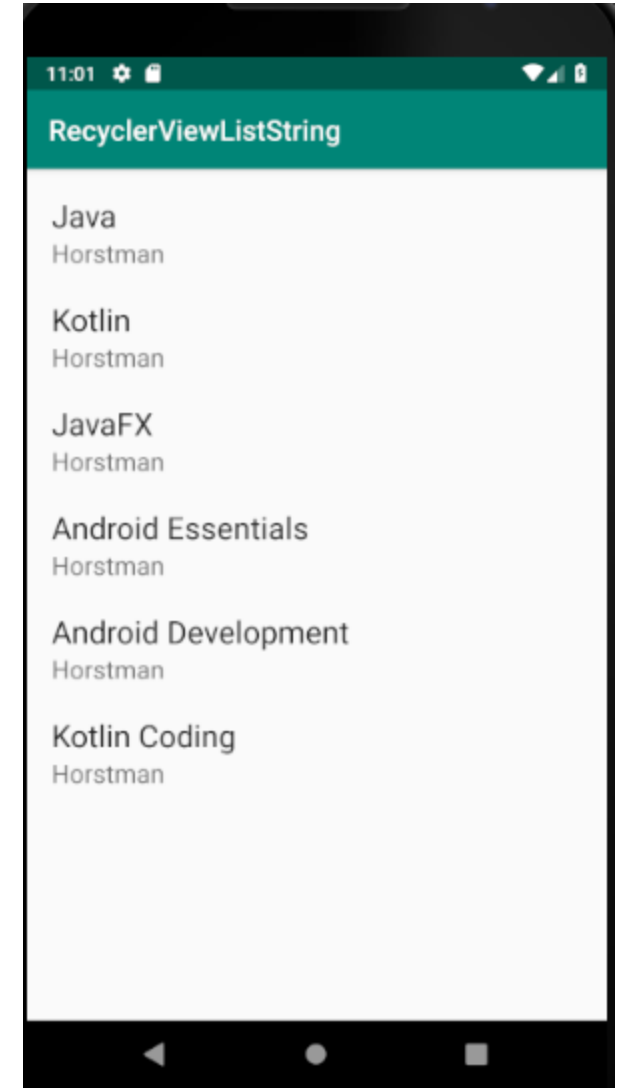 11:01
RecyclerViewListString
Java
Horstman
Kotlin
Horstman
JavaFX
Horstman
Android Essentials
Horstman
Android Development
Horstman
Kotlin Coding
Horstman